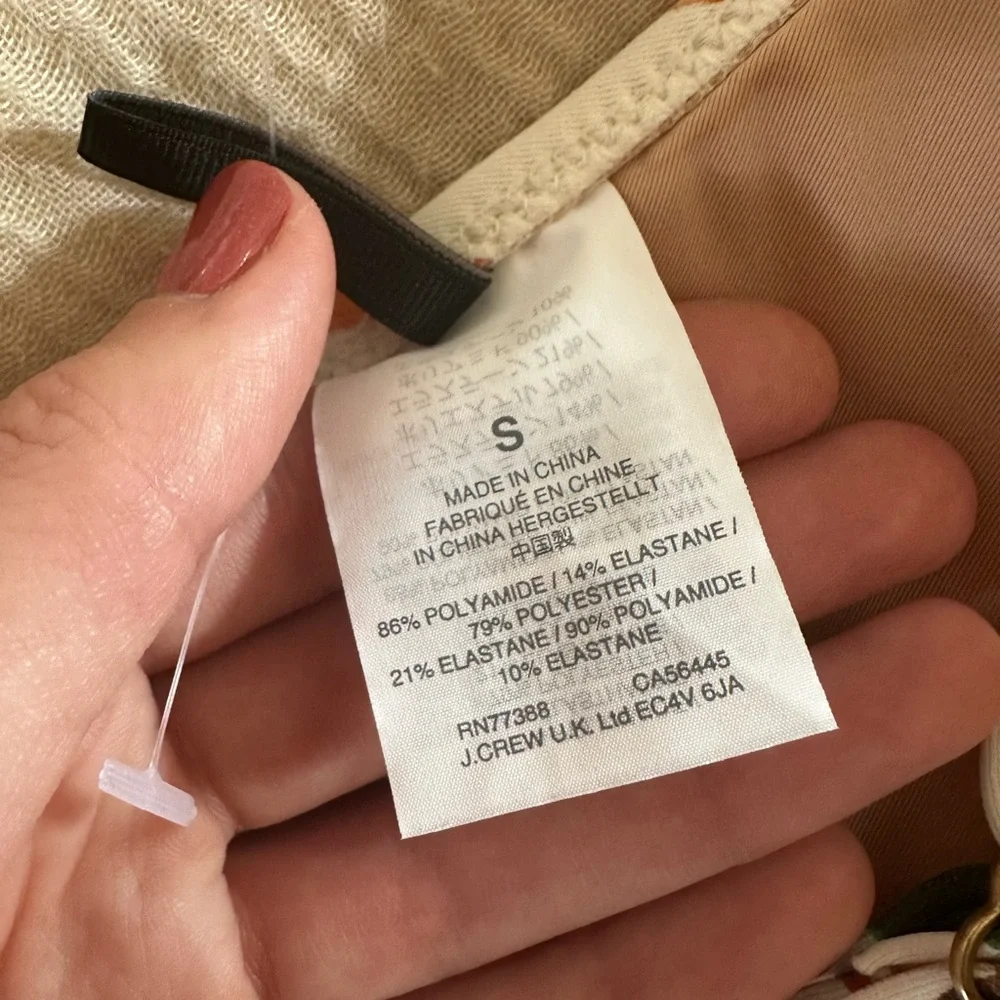 S
MADE IN CHINA
FABRIQUÉ EN CHINE
IN CHINA HERGESTELLT
中国製
86% POLYAMIDE / 14% ELASTANE /
79% POLYESTER /
21% ELASTANE / 90% POLYAMIDE /
10% ELASTANE
RN77388 CA56445
J.CREW U.K. Ltd EC4V 6JA